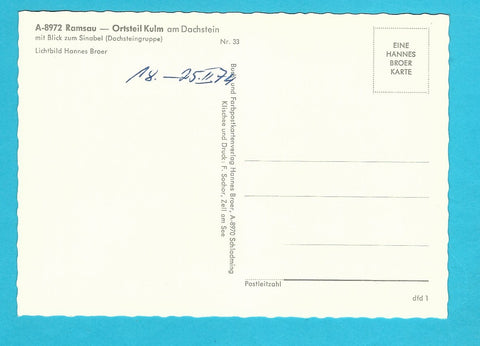 A-8972 Ramsau — Ortsteil Kulm am Dachstein
mit Blick zum Sinabel (Dachsteingruppe)
Nr. 33
Lichtbild Hannes Broer
18. — 25. II 74
EINE
HANNES
BROER
KARTE
Buch- und Farbpostkartenverlag Hannes Broer, A-8970 Schladming
Klischee und Druck: F. Sochor, Zell am See
Postleitzahl
dfd 1